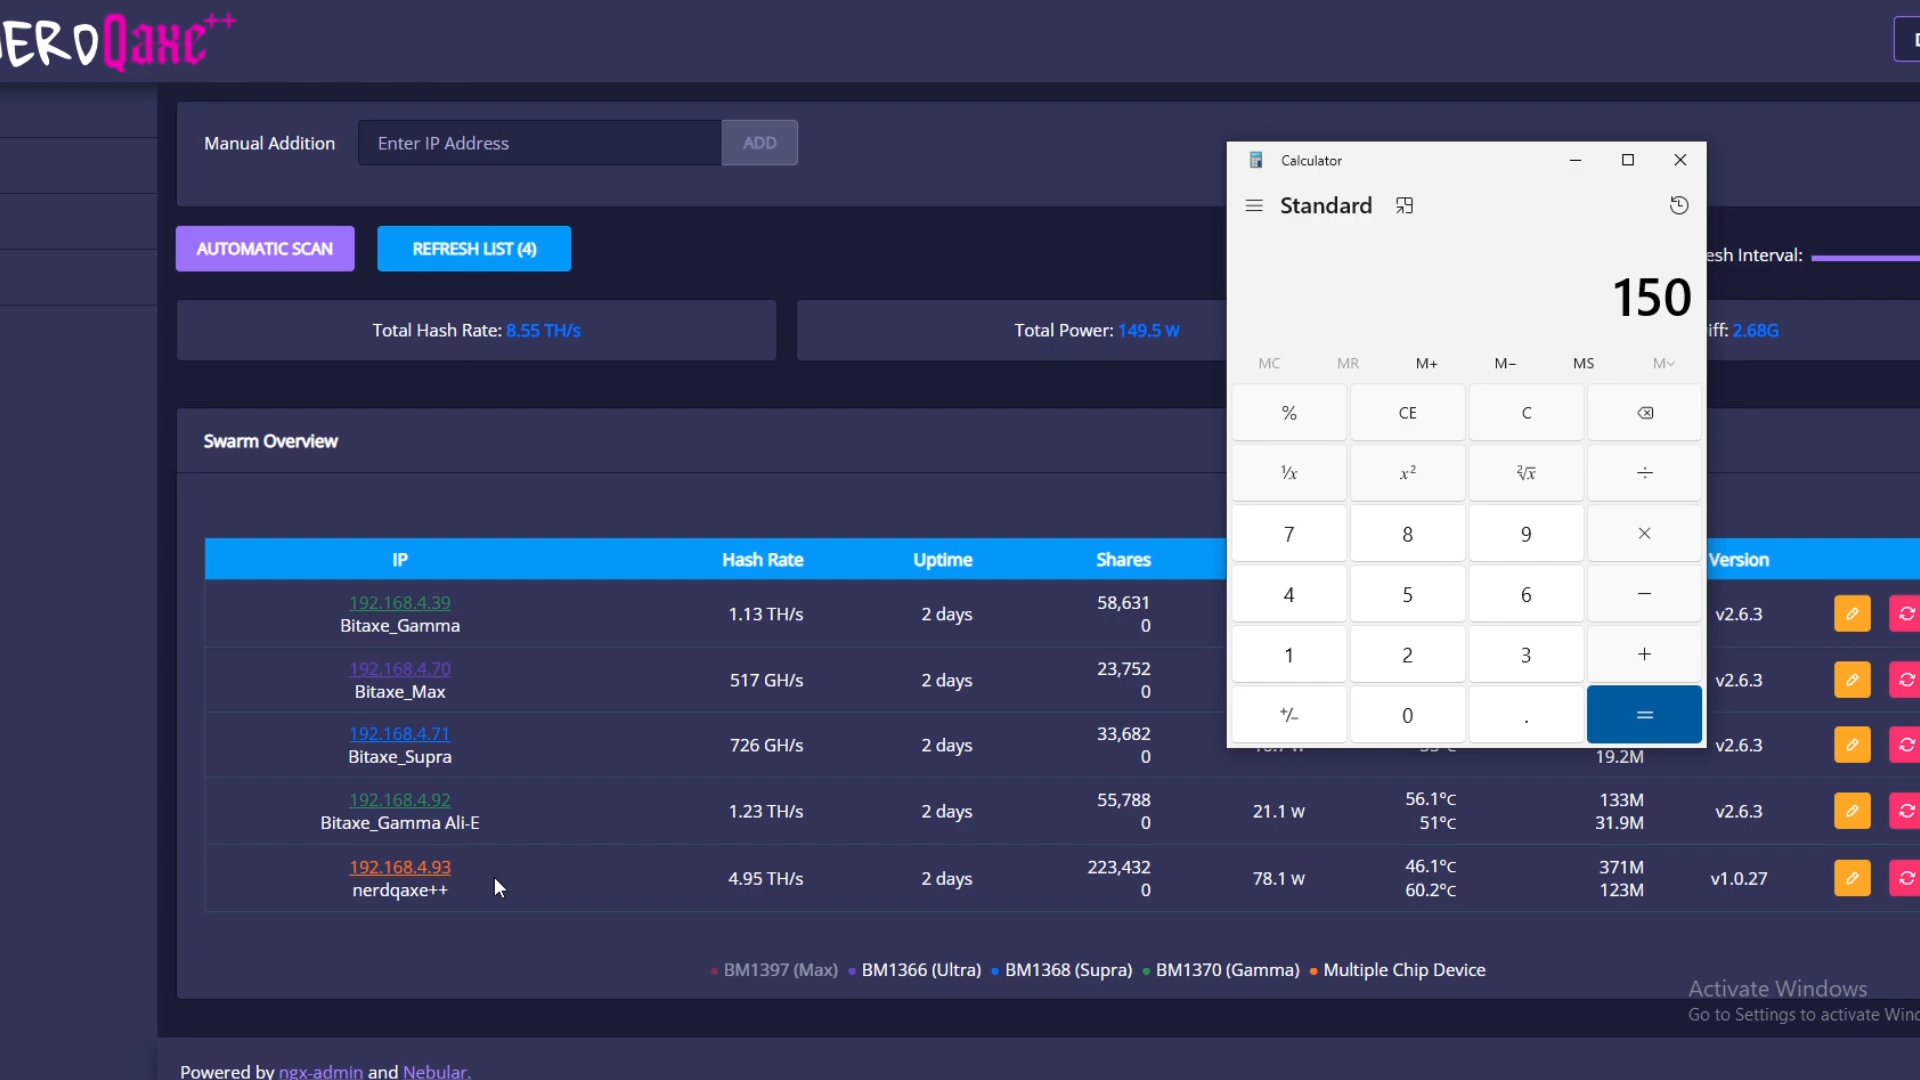 ERDQaxe++
Manual Addition
Enter IP Address
ADD
AUTOMATIC SCAN
REFRESH LIST (4)
esh Interval:
Total Hash Rate: 8.55 TH/s
Total Power: 149.5 W
iff: 2.68G
Swarm Overview
IP Hash Rate Uptime Shares Version
192.168.4.39
Bitaxe_Gamma
1.13 TH/s
2 days
58,631
0
v2.6.3
192.168.4.70
Bitaxe_Max
517 GH/s
2 days
23,752
0
v2.6.3
192.168.4.71
Bitaxe_Supra
726 GH/s
2 days
33,682
0
19.2M
v2.6.3
192.168.4.92
Bitaxe_Gamma Ali-E
1.23 TH/s
2 days
55,788
0
21.1 W
56.1°C
51°C
133M
31.9M
v2.6.3
192.168.4.93
nerdqaxe++
4.95 TH/s
2 days
223,432
0
78.1 W
46.1°C
60.2°C
371M
123M
v1.0.27
BM1397 (Max) BM1366 (Ultra) BM1368 (Supra) BM1370 (Gamma) Multiple Chip Device
Powered by ngx-admin and Nebular.
Calculator
Standard
150
MC MR M+ M− MS M˅
% CE C
⅟x x² ²√x ÷
7 8 9 ×
4 5 6 −
1 2 3 +
+/− 0 . =
Activate Windows
Go to Settings to activate Winc